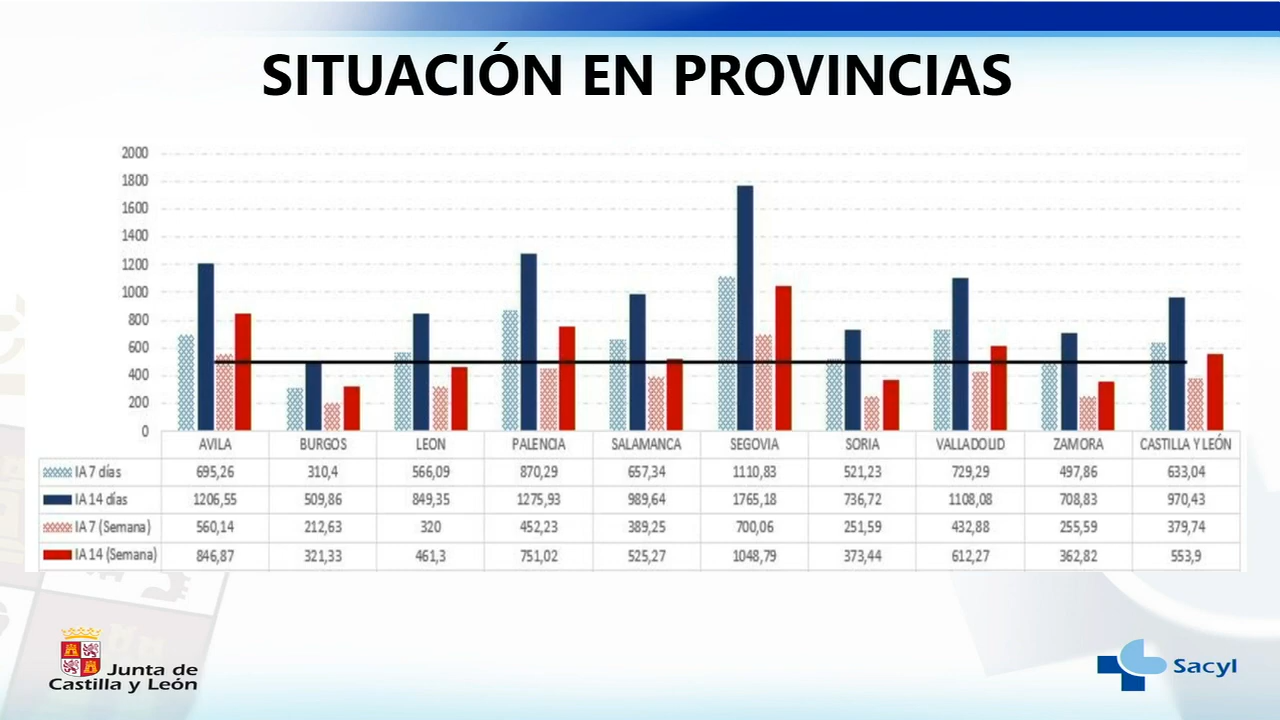 SITUACIÓN EN PROVINCIAS
2000
1800
1600
1400
1200
1000
800
600
400
200
0
AVILA BURGOS LEON PALENCIA SALAMANCA SEGOVIA SORIA VALLADOLID ZAMORA CASTILLA Y LEÓN
IA 7 días 695,26 310,4 566,09 870,29 657,34 1110,83 521,23 729,29 497,86 633,04
IA 14 días 1206,55 509,86 849,35 1275,93 989,64 1765,18 736,72 1108,08 708,83 970,43
IA 7 (Semana) 560,14 212,63 320 452,23 389,25 700,06 251,59 432,88 255,59 379,74
IA 14 (Semana) 846,87 321,33 461,3 751,02 525,27 1048,79 373,44 612,27 362,82 553,9
Junta de
Castilla y León
Sacyl